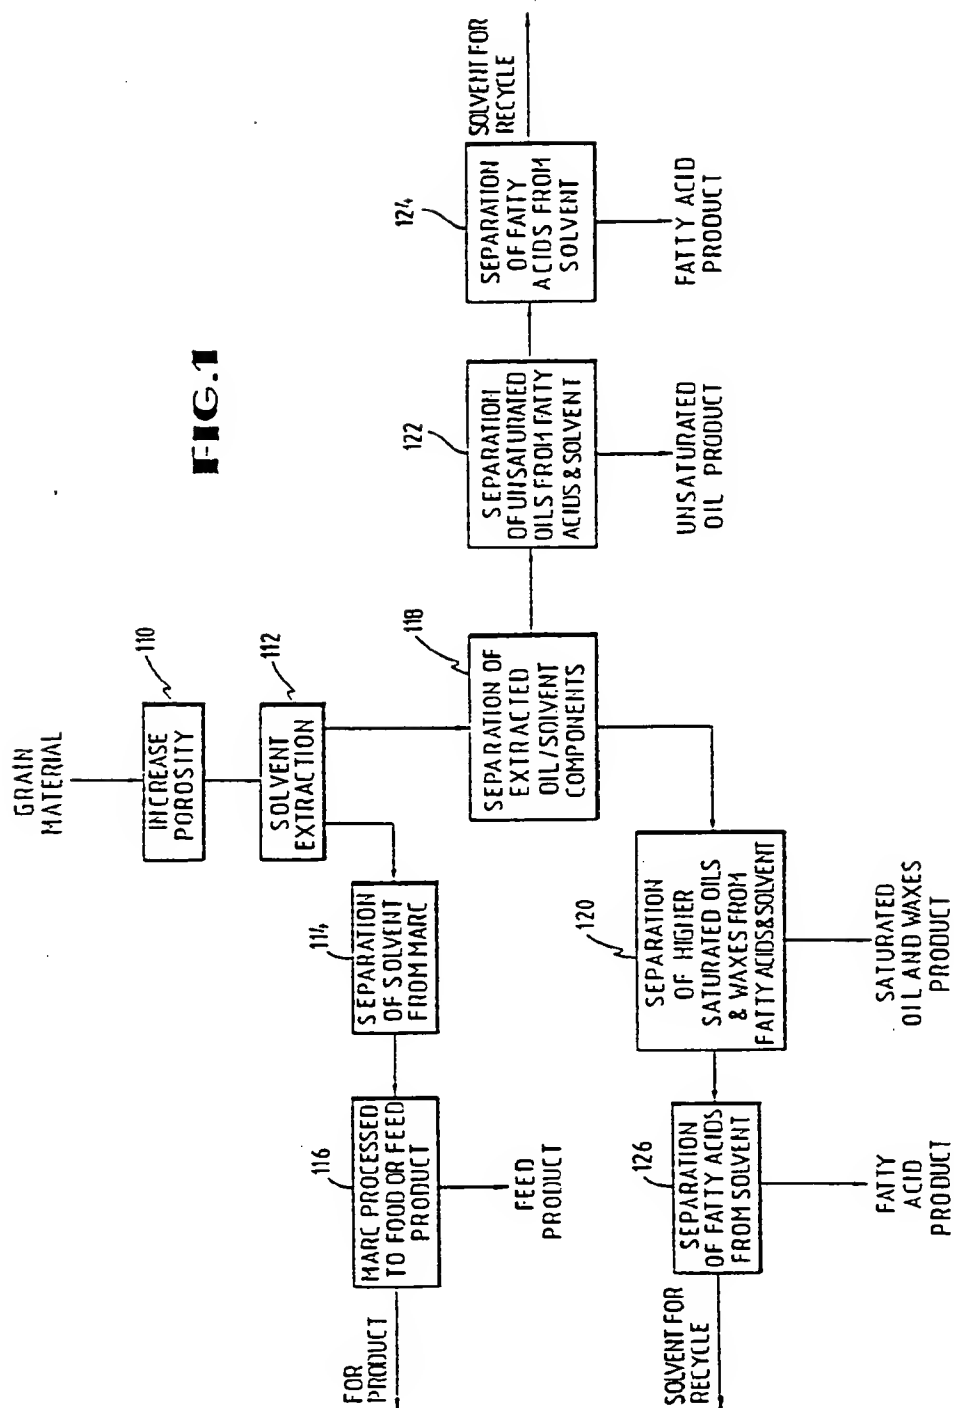 FIG.1
GRAIN
MATERIAL
110
INCREASE
POROSITY
112
SOLVENT
EXTRACTION
114
SEPARATION
OF SOLVENT
FROM MARC
116
MARC PROCESSED
TO FOOD OR FEED
PRODUCT
FOR
PRODUCT
FEED
PRODUCT
118
SEPARATION OF
EXTRACTED
OIL/SOLVENT
COMPONENTS
122
SEPARATION
OF UNSATURATED
OILS FROM FATTY
ACIDS & SOLVENT
UNSATURATED
OIL PRODUCT
124
SEPARATION
OF FATTY
ACIDS FROM
SOLVENT
SOLVENT FOR
RECYCLE
FATTY ACID
PRODUCT
120
SEPARATION
OF HIGHER
SATURATED OILS
& WAXES FROM
FATTY ACIDS & SOLVENT
SATURATED
OIL AND WAXES
PRODUCT
126
SEPARATION
OF FATTY ACIDS
FROM SOLVENT
SOLVENT FOR
RECYCLE
FATTY
ACID
PRODUCT